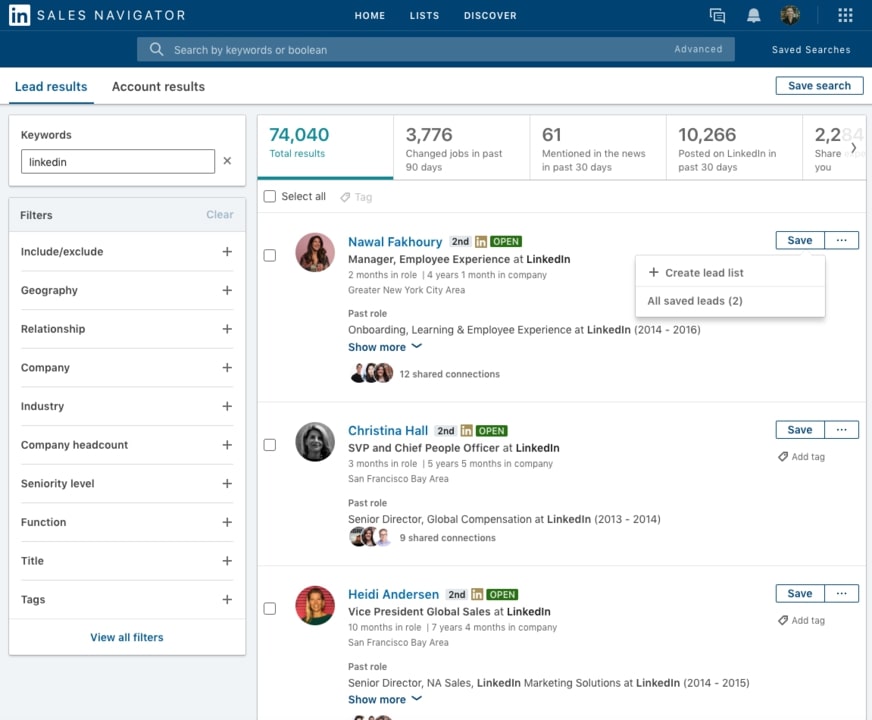 in SALES NAVIGATOR
HOME LISTS DISCOVER
Search by keywords or boolean
Advanced
Saved Searches
Lead results Account results
Save search
Keywords
linkedin
Filters Clear
Include/exclude
Geography
Relationship
Company
Industry
Company headcount
Seniority level
Function
Title
Tags
View all filters
74,040
Total results
3,776
Changed jobs in past
90 days
61
Mentioned in the news
in past 30 days
10,266
Posted on LinkedIn in
past 30 days
2,284
Share
you
Select all Tag
Nawal Fakhoury 2nd in OPEN
Manager, Employee Experience at LinkedIn
2 months in role | 4 years 1 month in company
Greater New York City Area
Past role
Onboarding, Learning & Employee Experience at LinkedIn (2014 - 2016)
Show more
12 shared connections
Save ...
+ Create lead list
All saved leads (2)
Christina Hall 2nd in OPEN
SVP and Chief People Officer at LinkedIn
3 months in role | 5 years 5 months in company
San Francisco Bay Area
Past role
Senior Director, Global Compensation at LinkedIn (2013 - 2014)
9 shared connections
Save ...
Add tag
Heidi Andersen 2nd in OPEN
Vice President Global Sales at LinkedIn
10 months in role | 7 years 4 months in company
San Francisco Bay Area
Past role
Senior Director, NA Sales, LinkedIn Marketing Solutions at LinkedIn (2014 - 2015)
Show more
Save ...
Add tag